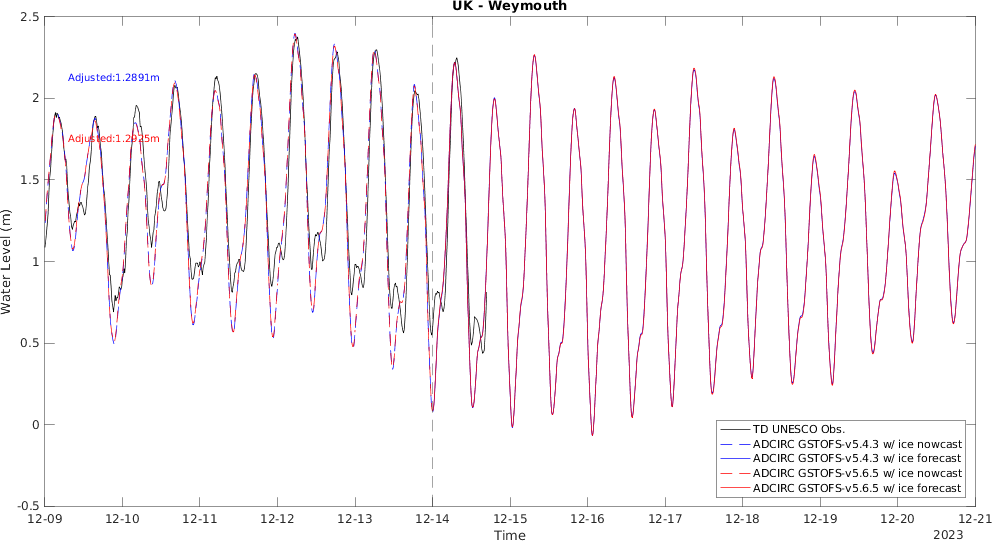 UK - Weymouth
Water Level (m)
2.5
2
1.5
1
0.5
0
-0.5
Adjusted:1.2891m
Adjusted:1.2925m
TD UNESCO Obs.
ADCIRC GSTOFS-v5.4.3 w/ ice nowcast
ADCIRC GSTOFS-v5.4.3 w/ ice forecast
ADCIRC GSTOFS-v5.6.5 w/ ice nowcast
ADCIRC GSTOFS-v5.6.5 w/ ice forecast
12-09 12-10 12-11 12-12 12-13 12-14 12-15 12-16 12-17 12-18 12-19 12-20 12-21
Time
2023